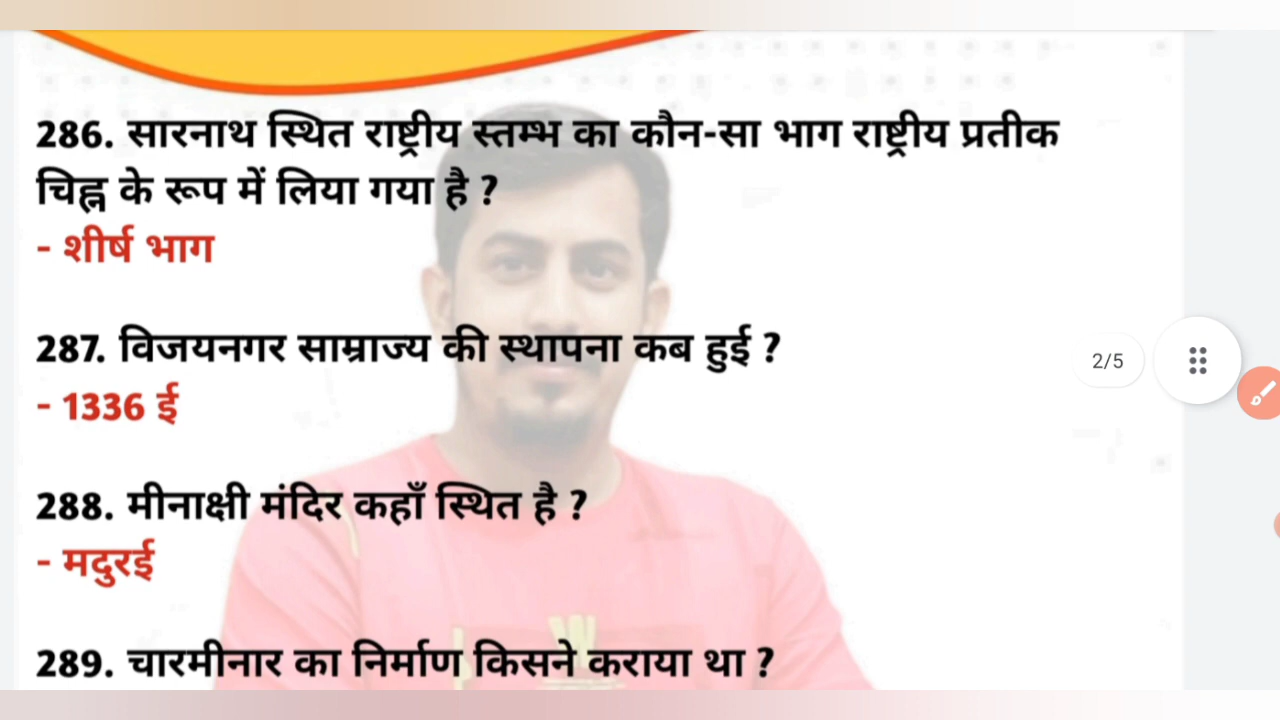 286. सारनाथ स्थित राष्ट्रीय स्तम्भ का कौन-सा भाग राष्ट्रीय प्रतीक
चिह्न के रूप में लिया गया है ?
- शीर्ष भाग
287. विजयनगर साम्राज्य की स्थापना कब हुई ?
- 1336 ई
2/5
288. मीनाक्षी मंदिर कहाँ स्थित है ?
- मदुरई
289. चारमीनार का निर्माण किसने कराया था ?